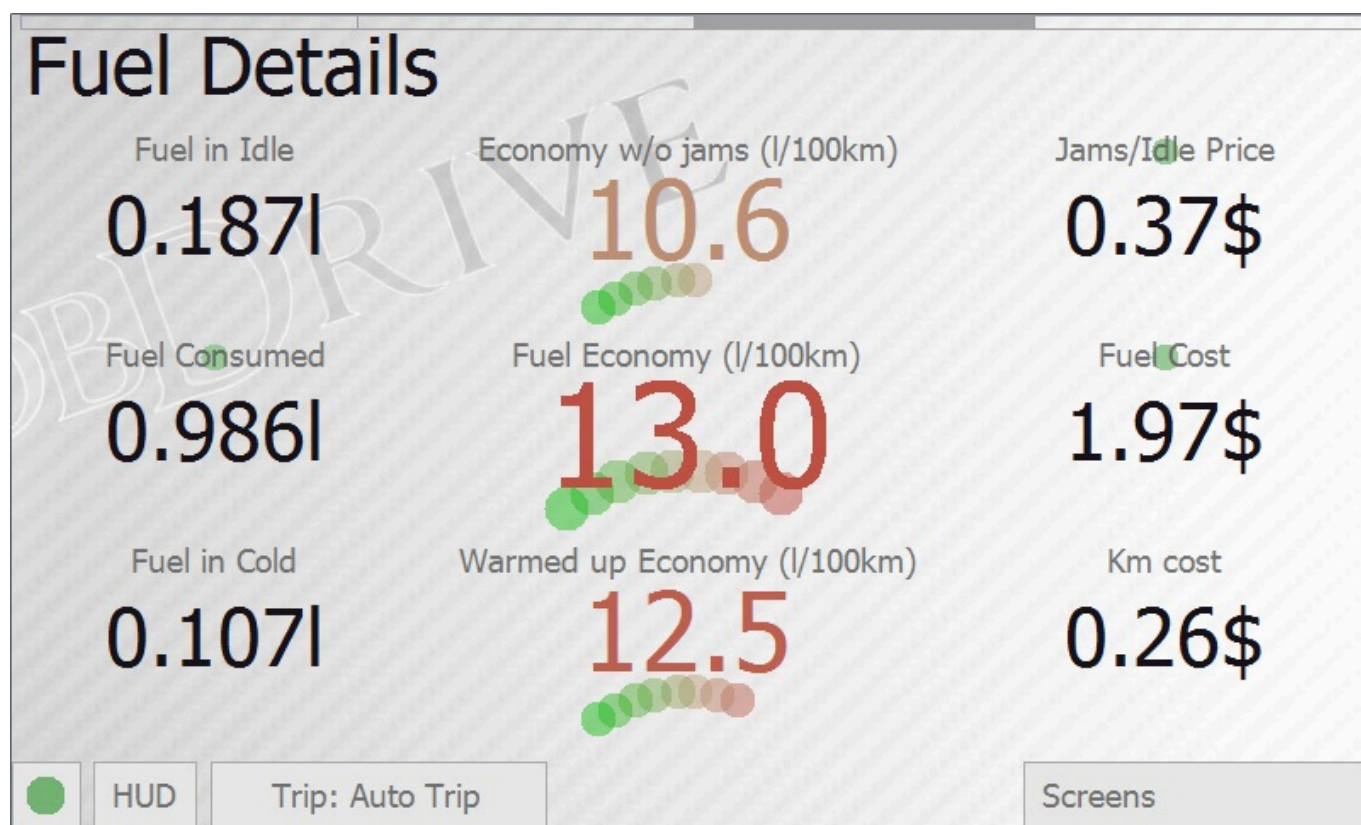 Fuel Details
Fuel in Idle
0.187l
Economy w/o jams (l/100km)
10.6
Jams/Idle Price
0.37$
Fuel Consumed
0.986l
Fuel Economy (l/100km)
13.0
Fuel Cost
1.97$
Fuel in Cold
0.107l
Warmed up Economy (l/100km)
12.5
Km cost
0.26$
OBDRIVE
HUD
Trip: Auto Trip
Screens